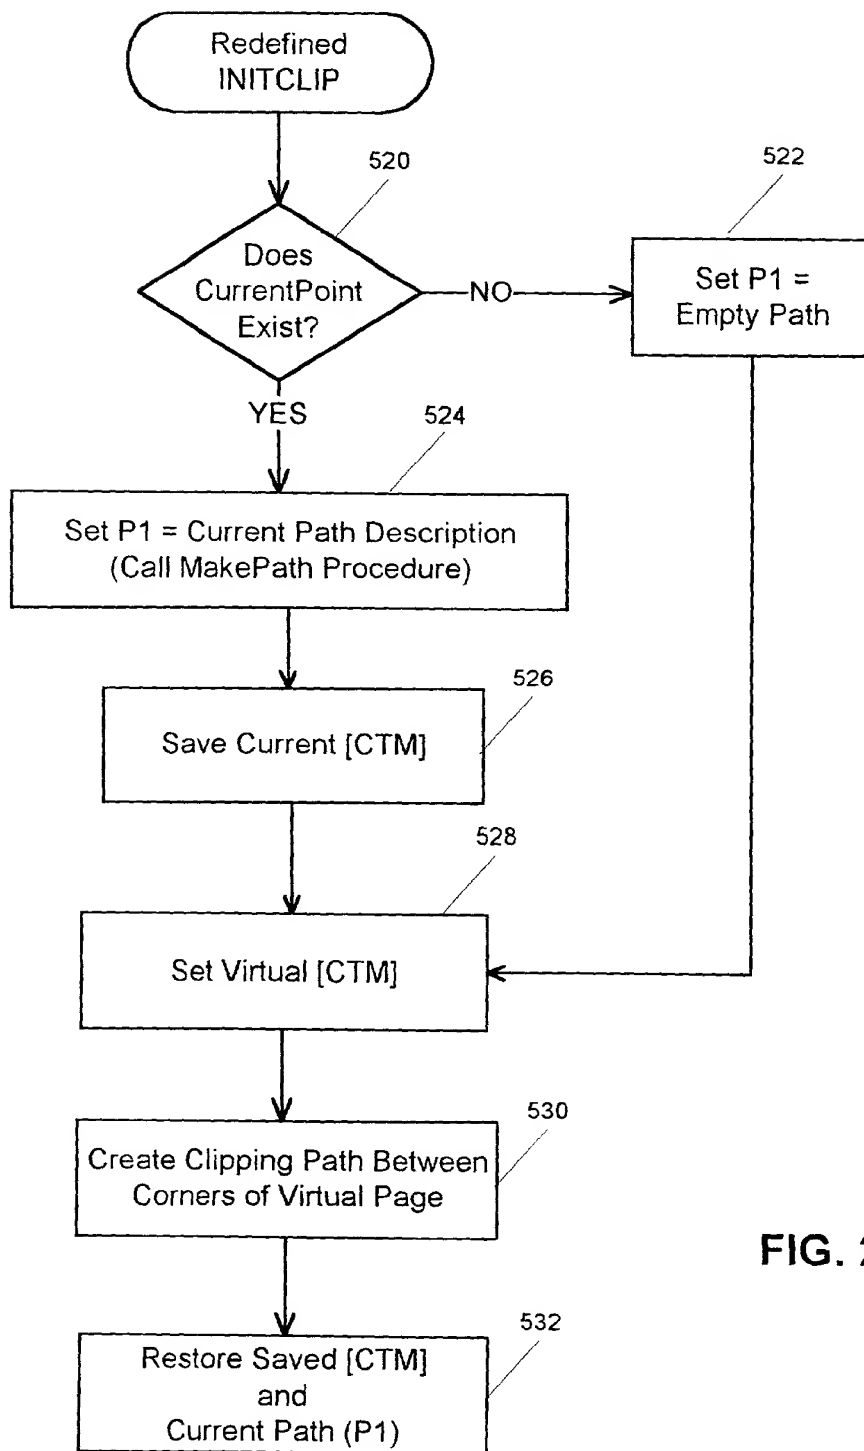 Redefined
INITCLIP
520
522
Does
CurrentPoint
Exist?
NO
Set P1 =
Empty Path
YES
524
Set P1 = Current Path Description
(Call MakePath Procedure)
526
Save Current [CTM]
528
Set Virtual [CTM]
530
Create Clipping Path Between
Corners of Virtual Page
FIG.
532
Restore Saved [CTM]
and
Current Path (P1)